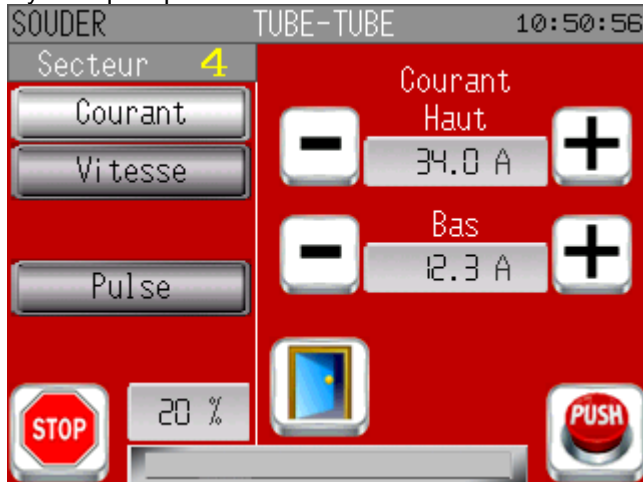 SOUDER TUBE-TUBE 10:50:56
Secteur 4
Courant
Vitesse
Pulse
Courant
Haut
34.0 A
Bas
12.3 A
STOP
20 %
PUSH